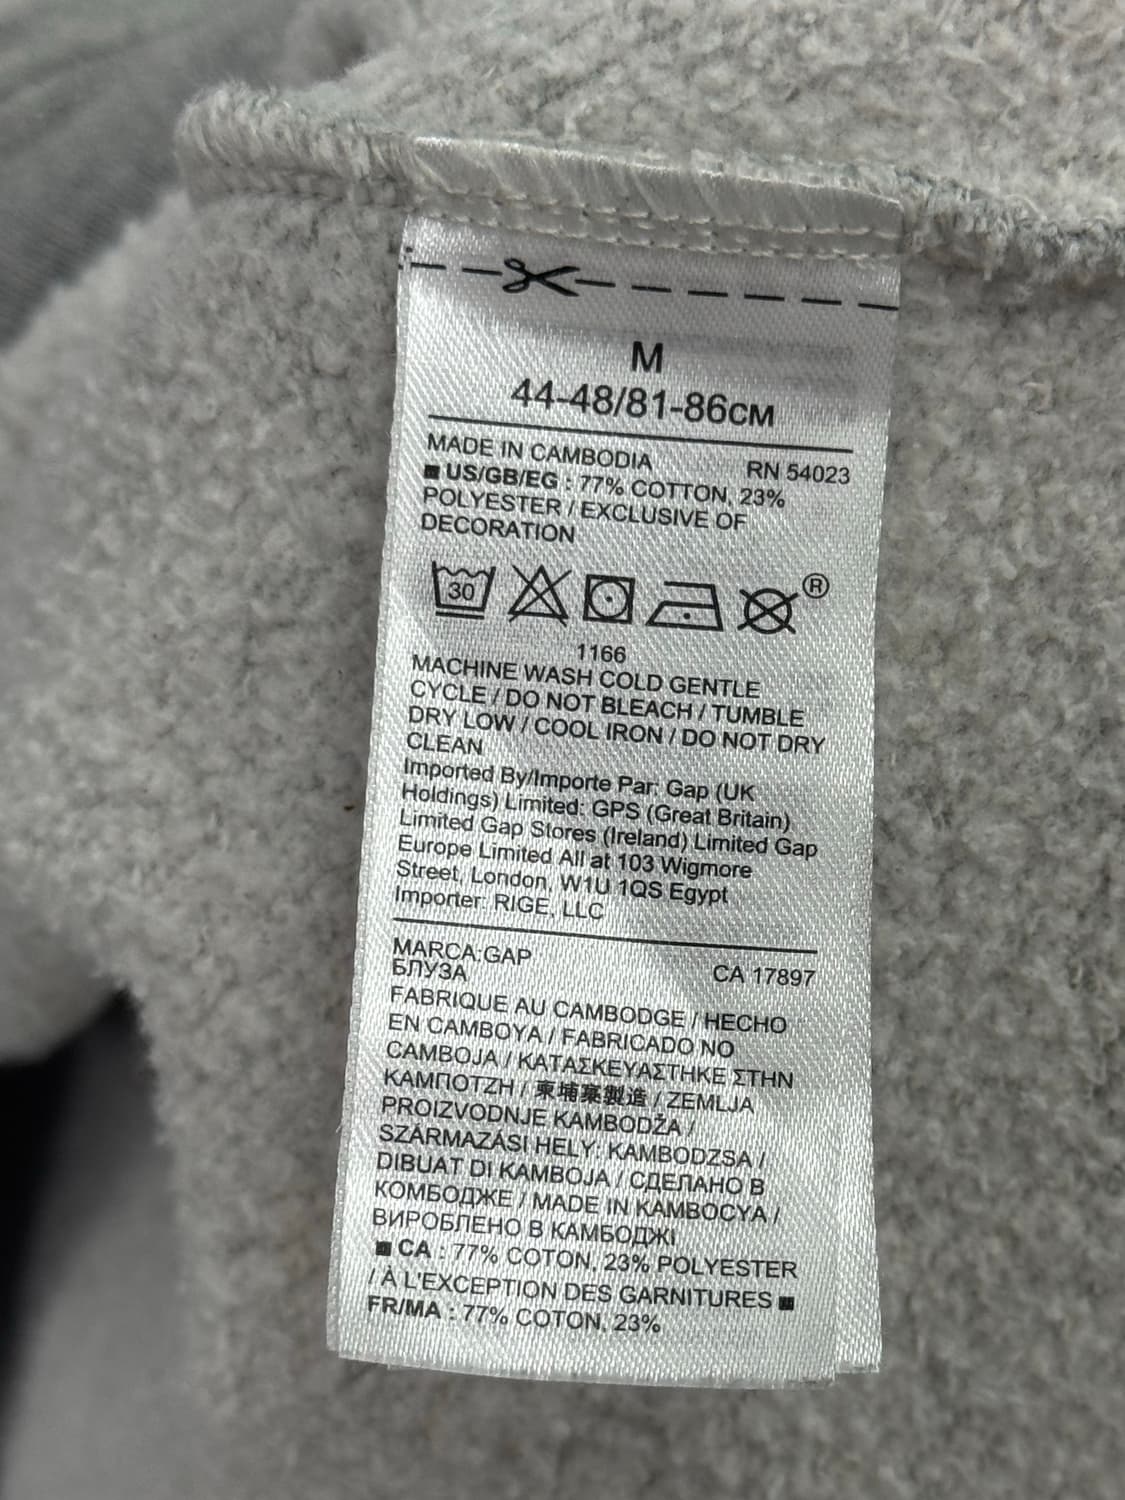 M
44-48/81-86CM
MADE IN CAMBODIA RN 54023
■ US/GB/EG : 77% COTTON, 23%
POLYESTER / EXCLUSIVE OF
DECORATION
30 ®
1166
MACHINE WASH COLD GENTLE
CYCLE / DO NOT BLEACH / TUMBLE
DRY LOW / COOL IRON / DO NOT DRY
CLEAN
Imported By/Importe Par: Gap (UK
Holdings) Limited: GPS (Great Britain)
Limited Gap Stores (Ireland) Limited Gap
Europe Limited All at 103 Wigmore
Street, London, W1U 1QS Egypt
Importer: RIGE, LLC
MARCA:GAP
БЛУЗА CA 17897
FABRIQUE AU CAMBODGE / HECHO
EN CAMBOYA / FABRICADO NO
CAMBOJA / ΚΑΤΑΣΚΕΥΑΣΤΗΚΕ ΣΤΗΝ
ΚΑΜΠΟΤΖΗ / 柬埔寨製造 / ZEMLJA
PROIZVODNJE KAMBODŽA /
SZÁRMAZÁSI HELY: KAMBODZSA /
DIBUAT DI KAMBOJA / СДЕЛАНО В
КОМБОДЖЕ / MADE IN KAMBOCYA /
ВИРОБЛЕНО В КАМБОДЖІ
■ CA : 77% COTON, 23% POLYESTER
/ À L'EXCEPTION DES GARNITURES ■
FR/MA : 77% COTON, 23%